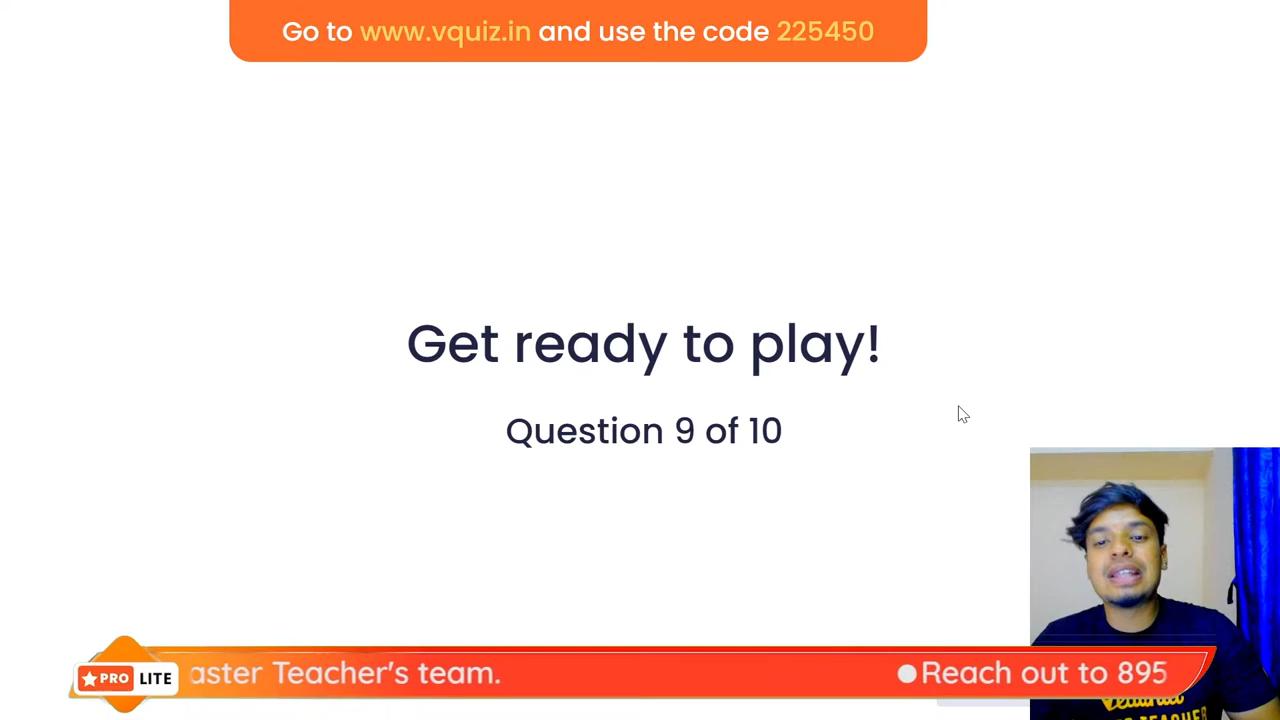 Go to www.vquiz.in and use the code 225450
Get ready to play!
Question 9 of 10
PRO LITE
aster Teacher's team.
Reach out to 895